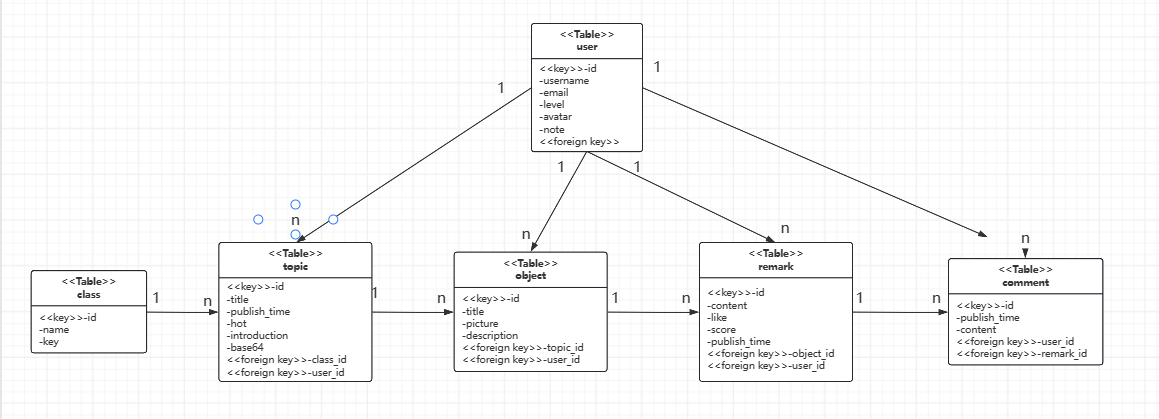 <<Table>>
user
<<key>>-id
-username
-email
-level
-avatar
-note
<<foreign key>>
1
1
1
1
n
n
n
n
<<Table>>
class
<<key>>-id
-name
-key
1
n
<<Table>>
topic
<<key>>-id
-title
-publish_time
-hot
-introduction
-base64
<<foreign key>>-class_id
<<foreign key>>-user_id
1
n
<<Table>>
object
<<key>>-id
-title
-picture
-description
<<foreign key>>-topic_id
<<foreign key>>-user_id
1
n
<<Table>>
remark
<<key>>-id
-content
-like
-score
-publish_time
<<foreign key>>-object_id
<<foreign key>>-user_id
1
n
<<Table>>
comment
<<key>>-id
-publish_time
-content
<<foreign key>>-user_id
<<foreign key>>-remark_id